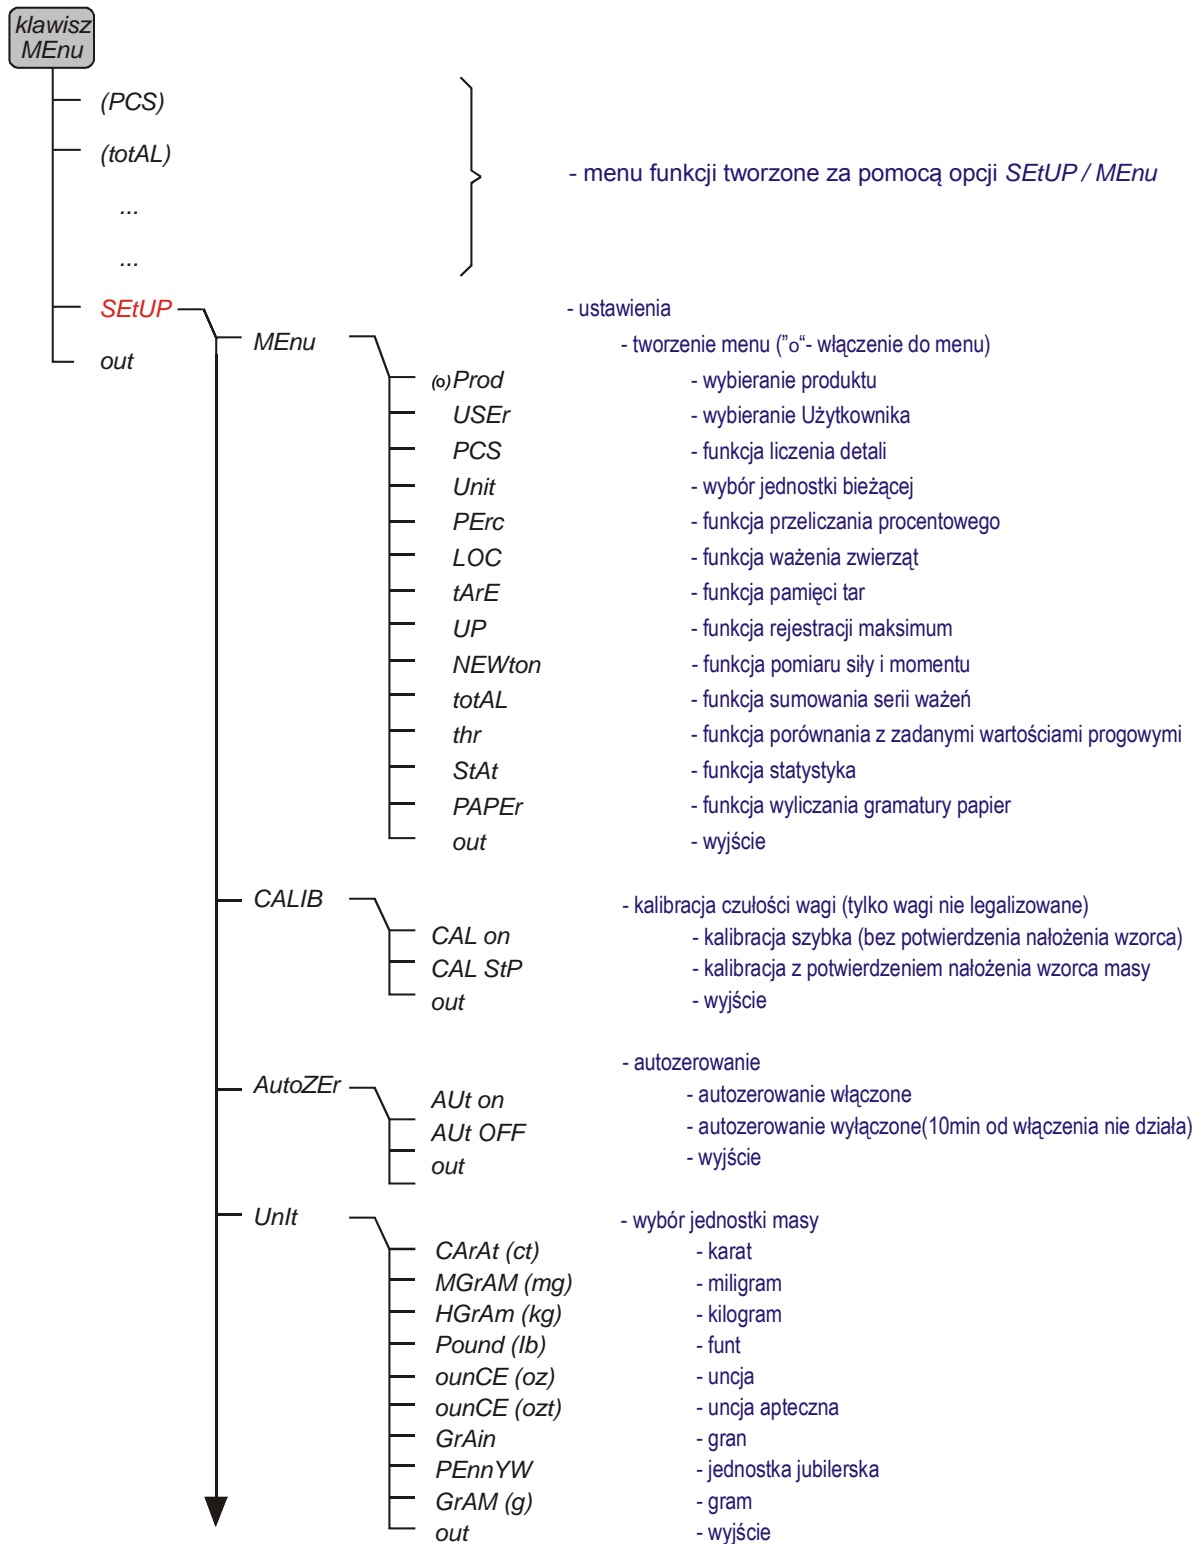 klawisz
MEnu
(PCS)
(totAL)
- menu funkcji tworzone za pomocą opcji SEtUP / MEnu
...
...
SEtUP - ustawienia
MEnu - tworzenie menu ("o“- włączenie do menu)
out
(o) Prod - wybieranie produktu
USEr - wybieranie Użytkownika
PCS - funkcja liczenia detali
Unit - wybór jednostki bieżącej
PErc - funkcja przeliczania procentowego
LOC - funkcja ważenia zwierząt
tArE - funkcja pamięci tar
UP - funkcja rejestracji maksimum
NEWton - funkcja pomiaru siły i momentu
totAL - funkcja sumowania serii ważeń
thr - funkcja porównania z zadanymi wartościami progowymi
StAt - funkcja statystyka
PAPEr - funkcja wyliczania gramatury papier
out - wyjście
CALIB - kalibracja czułości wagi (tylko wagi nie legalizowane)
CAL on - kalibracja szybka (bez potwierdzenia nałożenia wzorca)
CAL StP - kalibracja z potwierdzeniem nałożenia wzorca masy
out - wyjście
AutoZEr - autozerowanie
AUt on - autozerowanie włączone
AUt OFF - autozerowanie wyłączone(10min od włączenia nie działa)
out - wyjście
UnIt - wybór jednostki masy
CArAt (ct) - karat
MGrAM (mg) - miligram
HGrAm (kg) - kilogram
Pound (lb) - funt
ounCE (oz) - uncja
ounCE (ozt) - uncja apteczna
GrAin - gran
PEnnYW - jednostka jubilerska
GrAM (g) - gram
out - wyjście